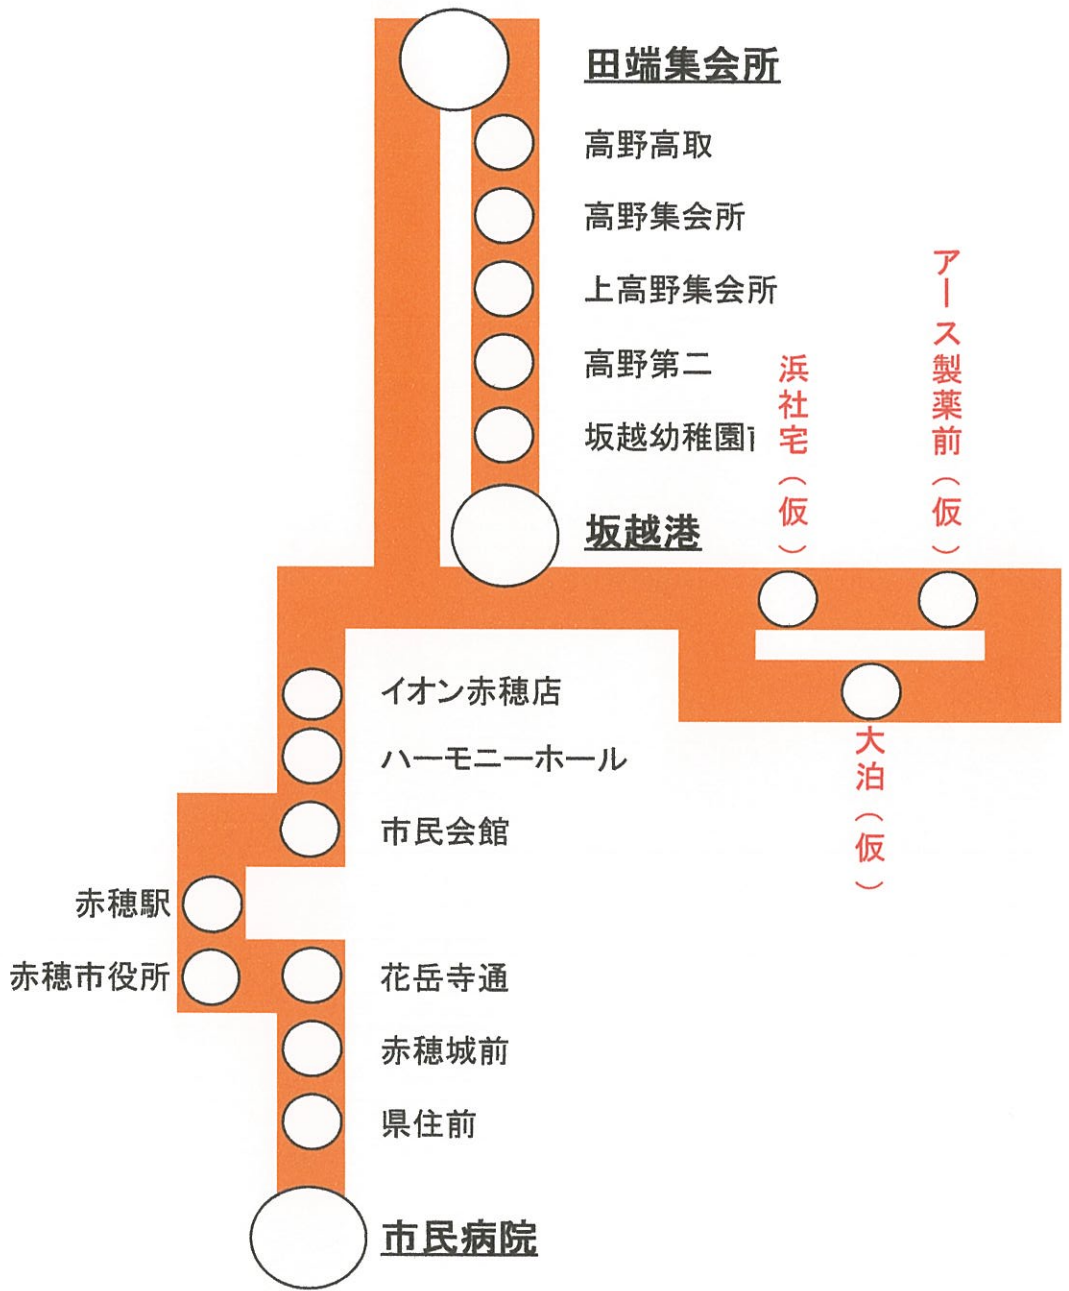 田端集会所
高野高取
高野集会所
上高野集会所
高野第二
坂越幼稚園
坂越港
浜社宅（仮）
アース製薬前（仮）
大泊（仮）
イオン赤穂店
ハーモニーホール
市民会館
赤穂駅
赤穂市役所
花岳寺通
赤穂城前
県住前
市民病院